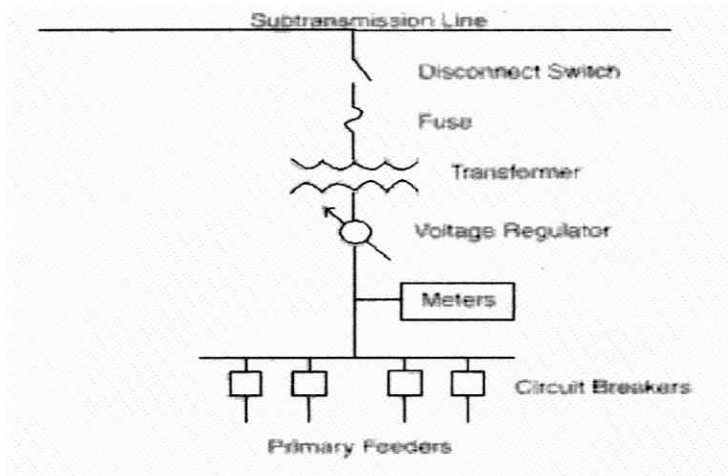 Subtransmission Line
Disconnect Switch
Fuse
Transformer
Voltage Regulator
Meters
Circuit Breakers
Primary Feeders